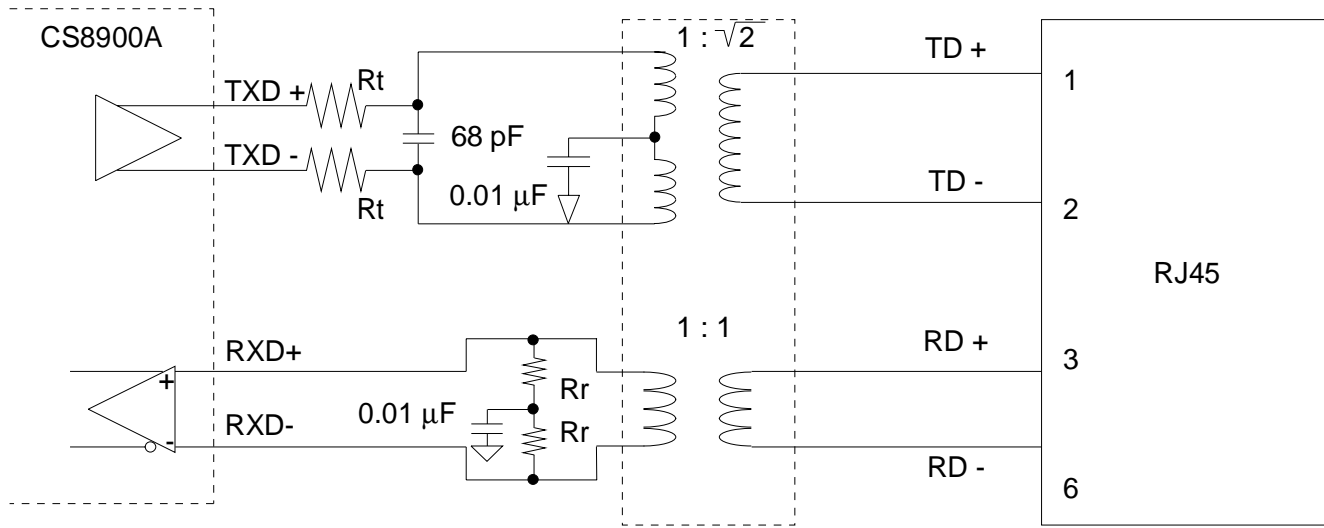 CS8900A
1 : √2
TXD +
Rt
TD +
1
68 pF
TXD -
Rt
0.01 μF
TD -
2
RJ45
1 : 1
RXD+
RD +
3
+
Rr
0.01 μF
RXD-
Rr
-
RD -
6